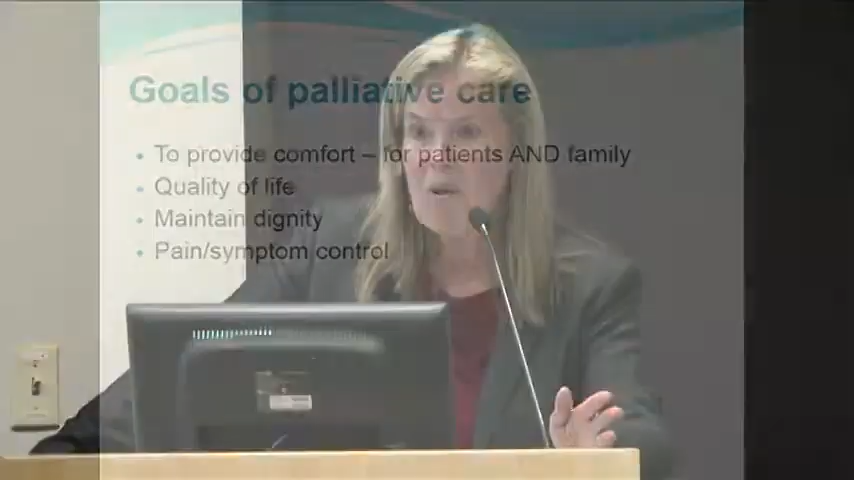 Goals of palliative care
• To provide comfort – for patients AND family
• Quality of life
• Maintain dignity
• Pain/symptom control